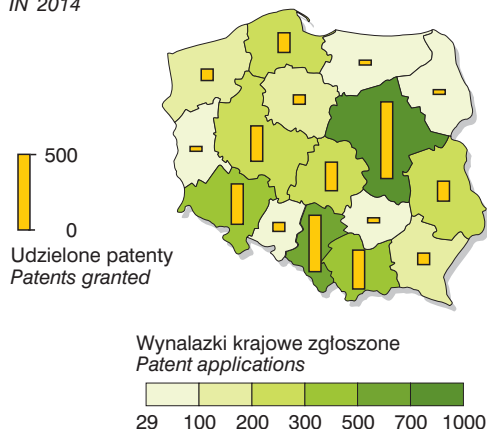 IN 2014
500
0
Udzielone patenty
Patents granted
Wynalazki krajowe zgłoszone
Patent applications
29 100 200 300 500 700 1000